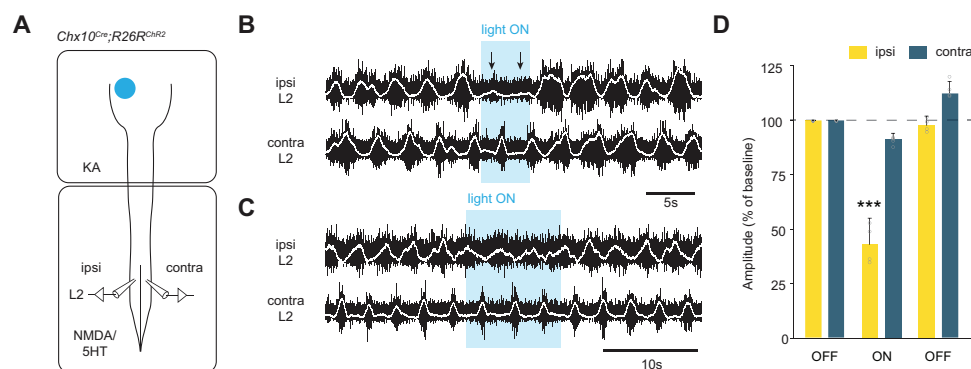 A
Chx10Cre;R26RChR2
KA
ipsi
contra
L2
NMDA/
5HT
B
light ON
ipsi
L2
contra
L2
5s
C
light ON
ipsi
L2
contra
L2
10s
D
ipsi
contra
125
100
75
50
25
0
Amplitude (% of baseline)
***
OFF
ON
OFF